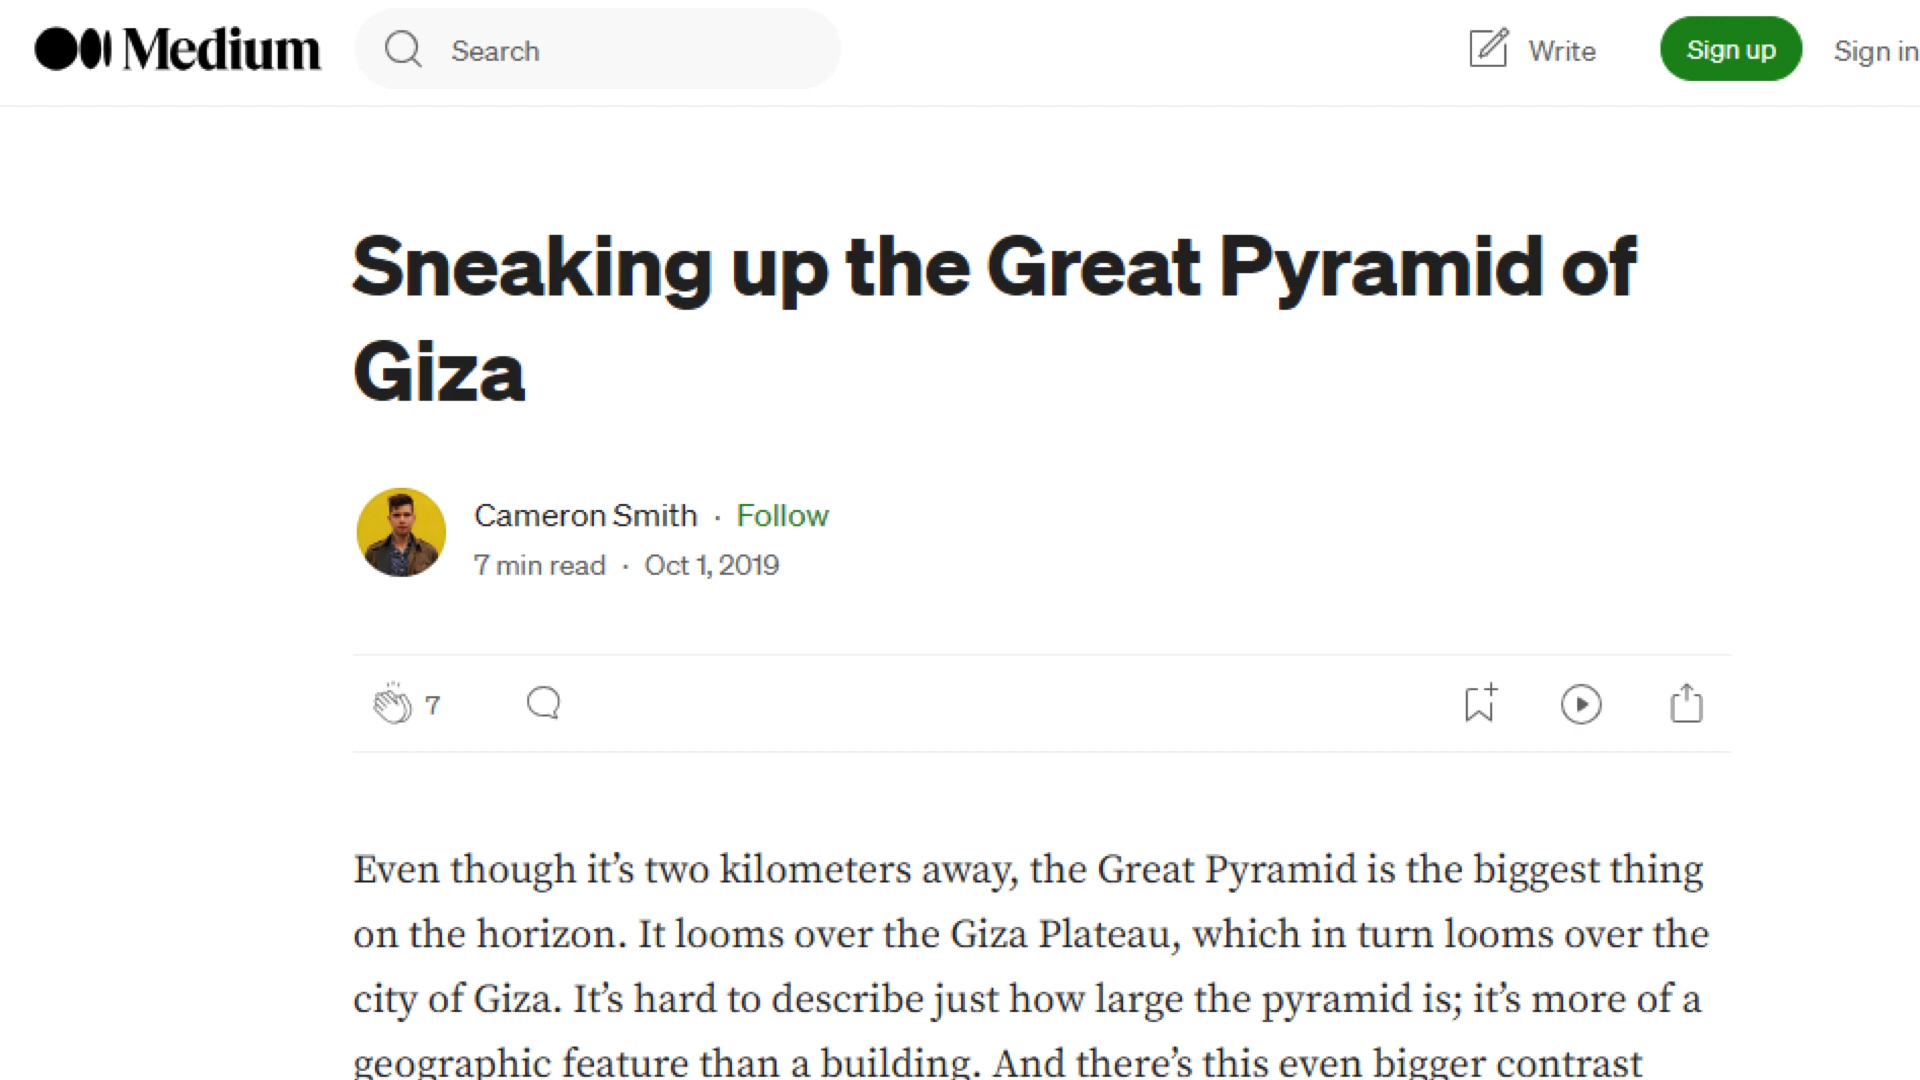 Medium
Search
Write
Sign up
Sign in
Sneaking up the Great Pyramid of
Giza
Cameron Smith · Follow
7 min read · Oct 1, 2019
7
Even though it’s two kilometers away, the Great Pyramid is the biggest thing
on the horizon. It looms over the Giza Plateau, which in turn looms over the
city of Giza. It’s hard to describe just how large the pyramid is; it’s more of a
geographic feature than a building. And there’s this even bigger contrast